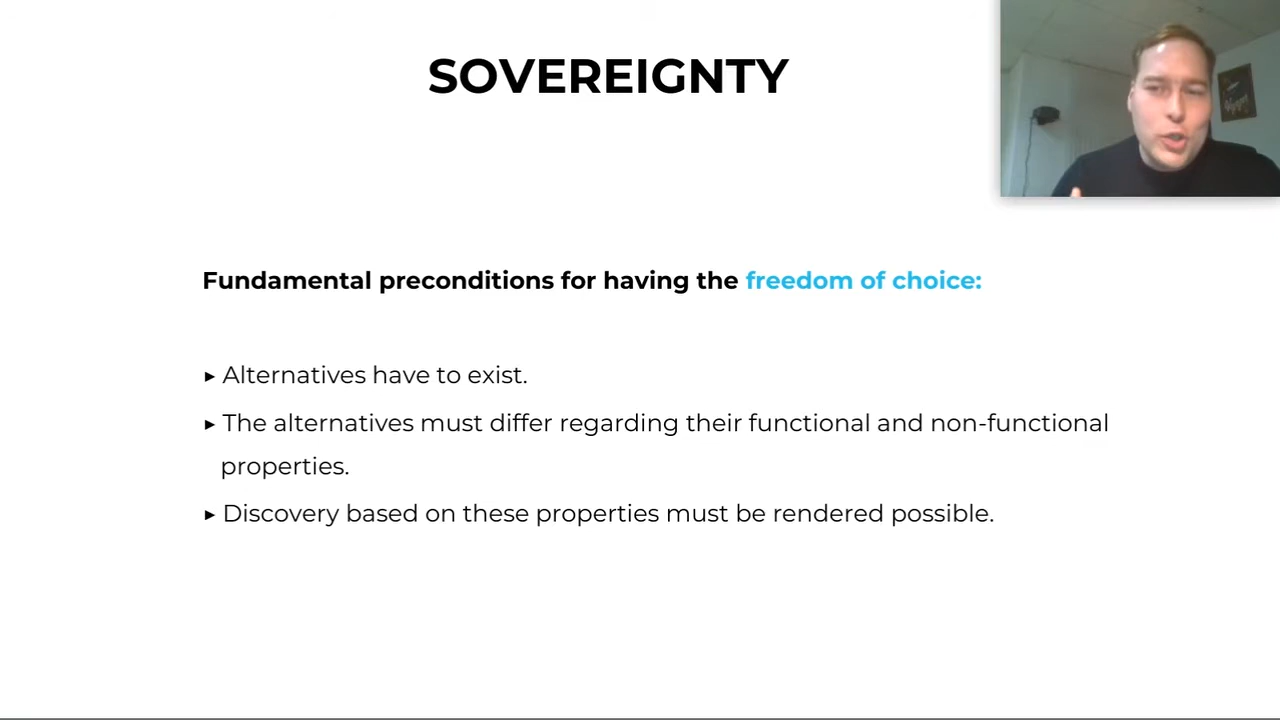 SOVEREIGNTY
Fundamental preconditions for having the freedom of choice:
▸ Alternatives have to exist.
▸ The alternatives must differ regarding their functional and non-functional
properties.
▸ Discovery based on these properties must be rendered possible.